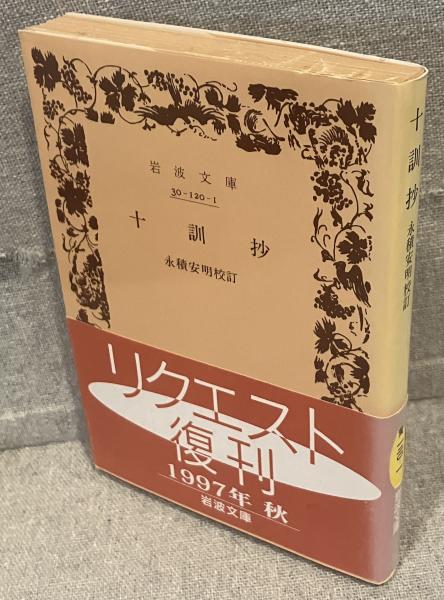 岩波文庫
30-120-1
十訓抄
永積安明校訂
リクエスト
復刊
1997年 秋
岩波文庫
十訓抄 永積安明校訂